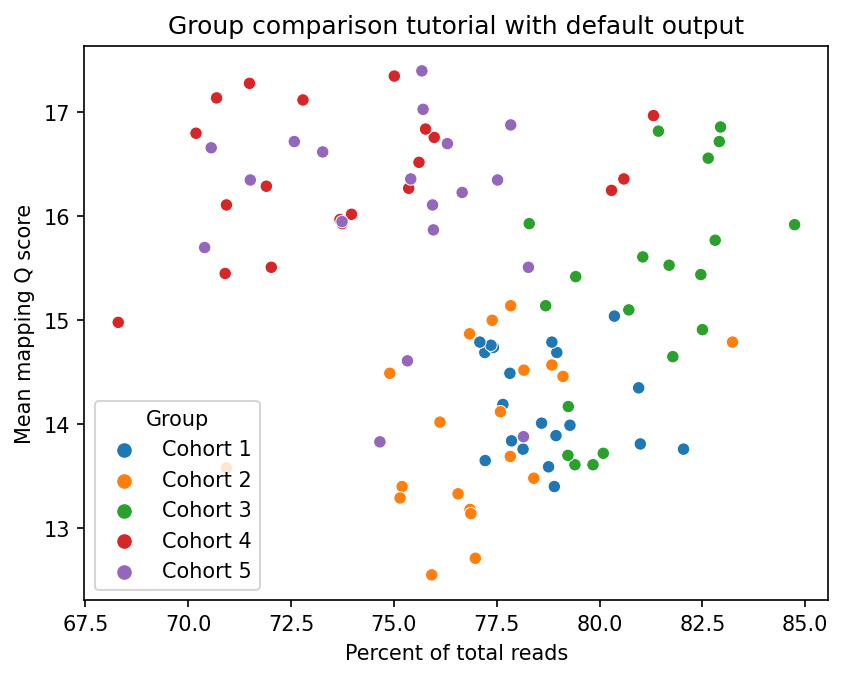 Group comparison tutorial with default output
Mean mapping Q score
17
16
15
14
13
Group
Cohort 1
Cohort 2
Cohort 3
Cohort 4
Cohort 5
67.5 70.0 72.5 75.0 77.5 80.0 82.5 85.0
Percent of total reads